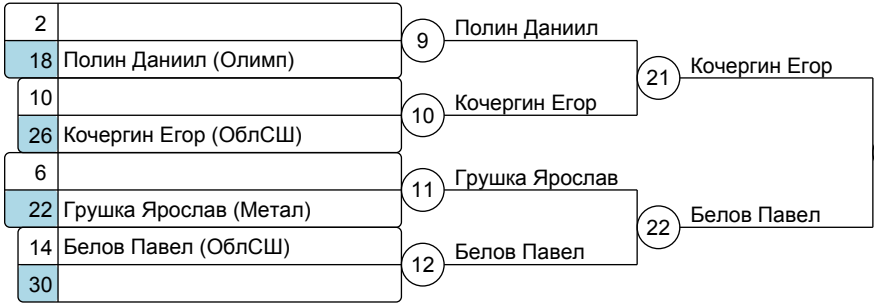 2
18 Полин Даниил (Олимп)
9 Полин Даниил
10
26 Кочергин Егор (ОблСШ)
10 Кочергин Егор
21 Кочергин Егор
6
22 Грушка Ярослав (Метал)
11 Грушка Ярослав
14 Белов Павел (ОблСШ)
30
12 Белов Павел
22 Белов Павел